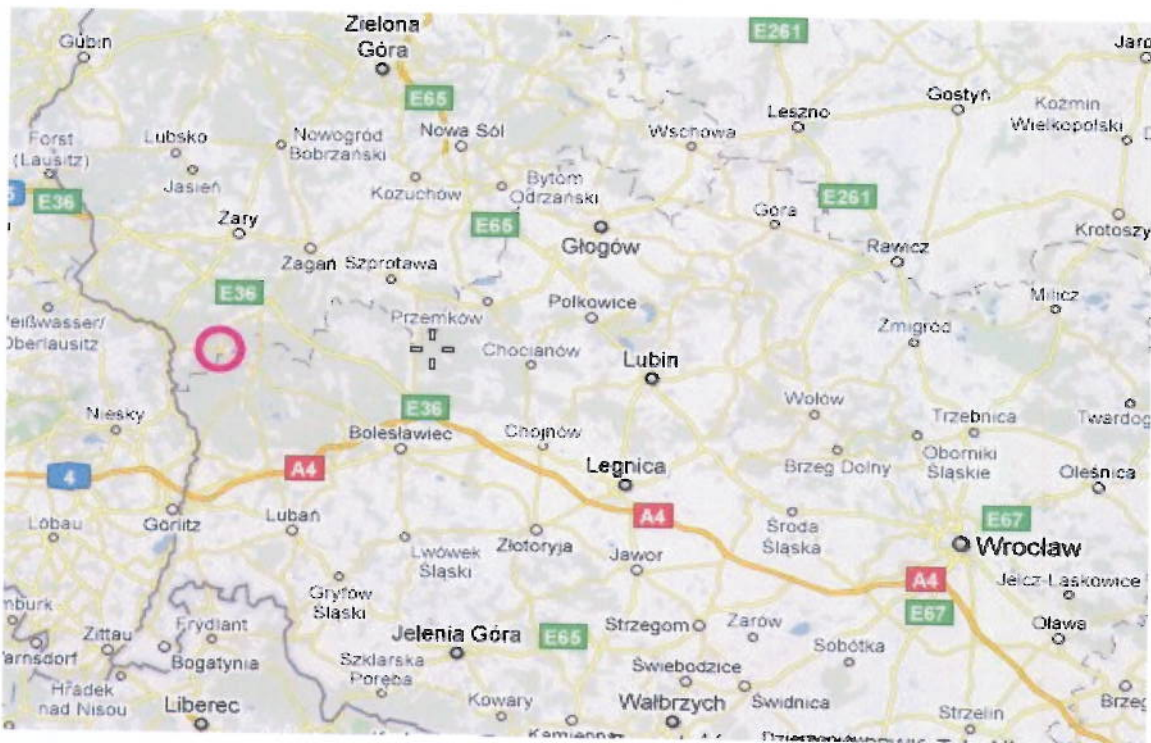 Gubin
Zielona
Góra
E261
Jaro
E65
Leszno
Gostyń
Koźmin
Wielkopolski
Forst
(Lausitz)
Lubsko
Jasień
Nowogród
Bobrzański
Nowa Sól
Wschowa
Kożuchów
Bytom
Odrzański
E36
E261
Żary
E65
Głogów
Góra
Krotoszy
Żagań
Szprotawa
Rawicz
E36
Polkowice
Milicz
Weißwasser/
Oberlausitz
Przemków
Żmigród
Chocianów
Lubin
Niesky
E36
Wołów
Trzebnica
Twardog
Bolesławiec
Chojnów
Brzeg Dolny
Oborniki
Śląskie
4
A4
Legnica
Oleśnica
Löbau
Görlitz
Lubań
A4
Środa
Śląska
E67
Wrocław
Lwówek
Śląski
Złotoryja
Jawor
A4
Jelcz-Laskowice
Gryfów
Śląski
E67
Zittau
Frydlant
Jelenia Góra
E65
Strzegom
Żarów
Oława
Varnsdorf
Bogatynia
Szklarska
Poręba
Sobótka
Świebodzice
Hrádek
nad Nisou
Liberec
Kowary
Wałbrzych
Świdnica
Strzelin
Brzeg